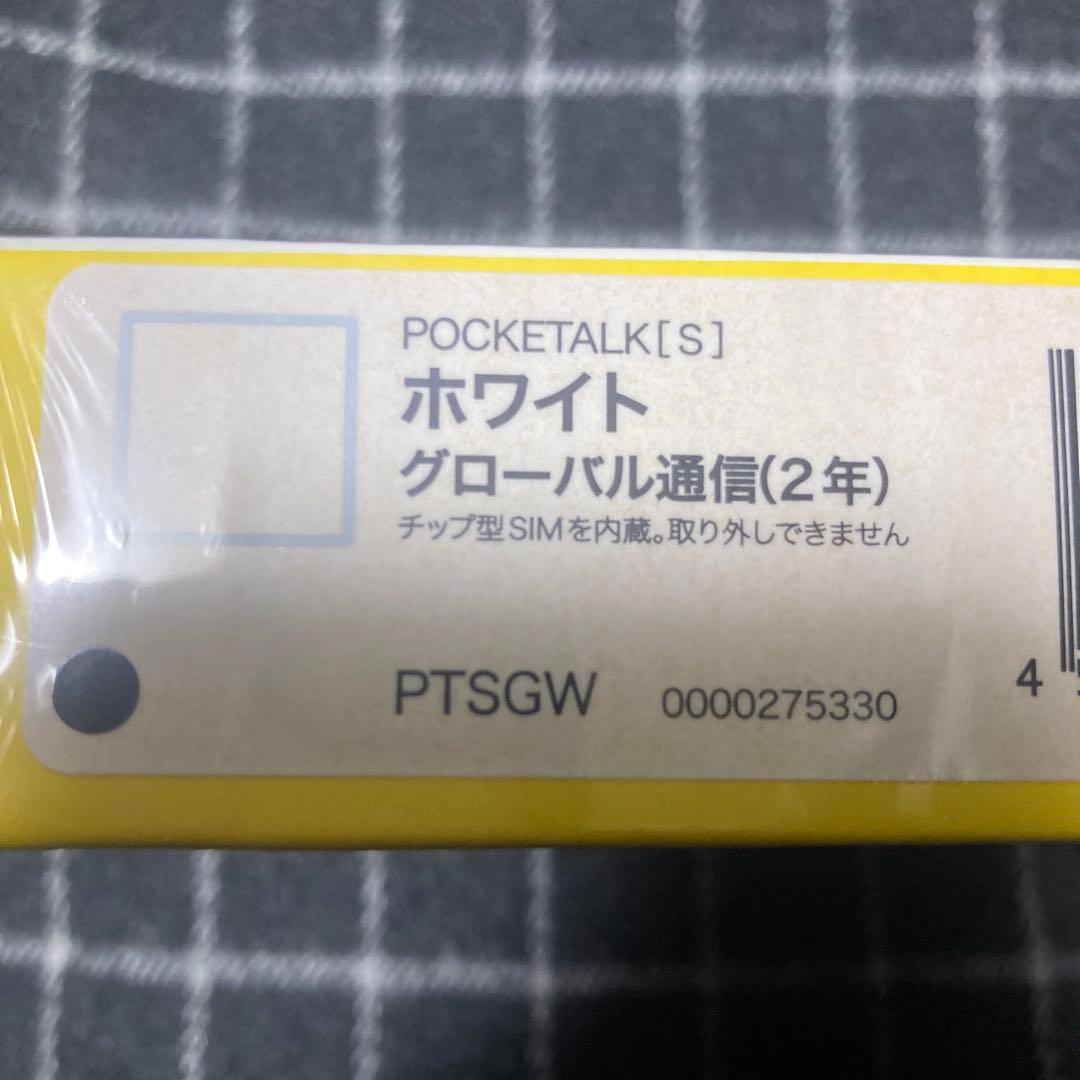 POCKETALK[S]
ホワイト
グローバル通信(2年)
チップ型SIMを内蔵。取り外しできません
PTSGW 0000275330
4